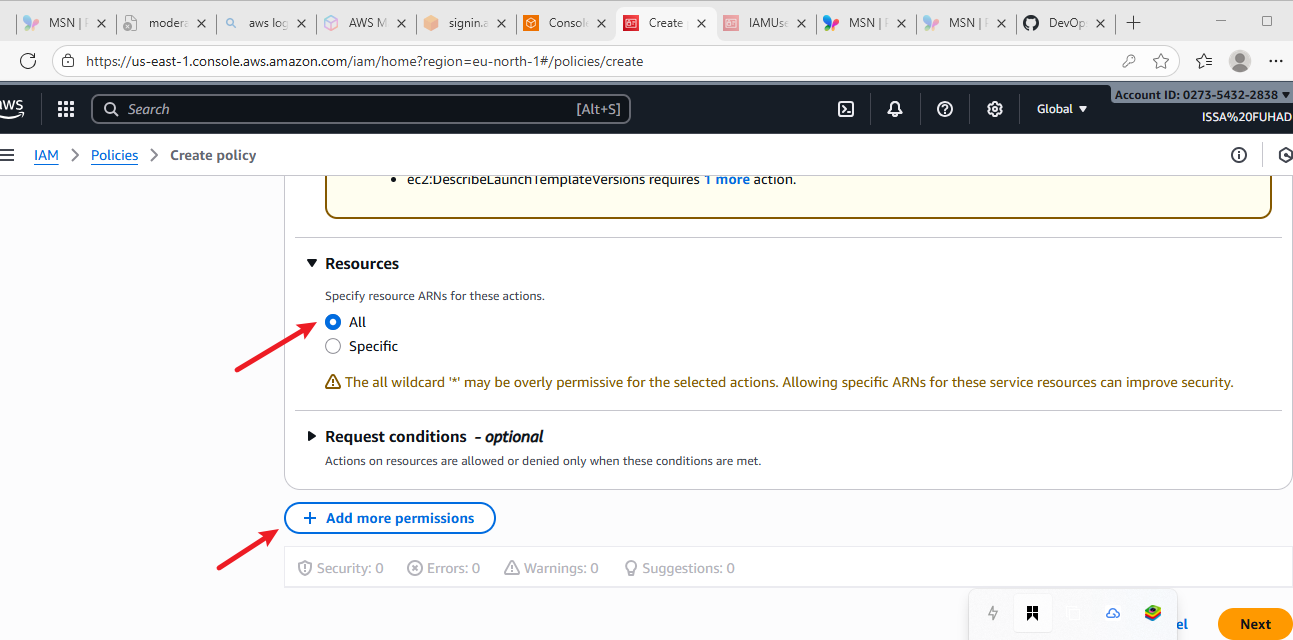 MSN | F
modera
aws log
AWS M
signin.a
Console
Create
IAMUse
MSN | F
MSN | F
DevOp
https://us-east-1.console.aws.amazon.com/iam/home?region=eu-north-1#/policies/create
aws
Search
[Alt+S]
Global
Account ID: 0273-5432-2838
ISSA%20FUHAD
IAM
Policies
Create policy
ec2:DescribeLaunchTemplateVersions requires 1 more action.
Resources
Specify resource ARNs for these actions.
All
Specific
The all wildcard '*' may be overly permissive for the selected actions. Allowing specific ARNs for these service resources can improve security.
Request conditions - optional
Actions on resources are allowed or denied only when these conditions are met.
+ Add more permissions
Security: 0
Errors: 0
Warnings: 0
Suggestions: 0
el
Next